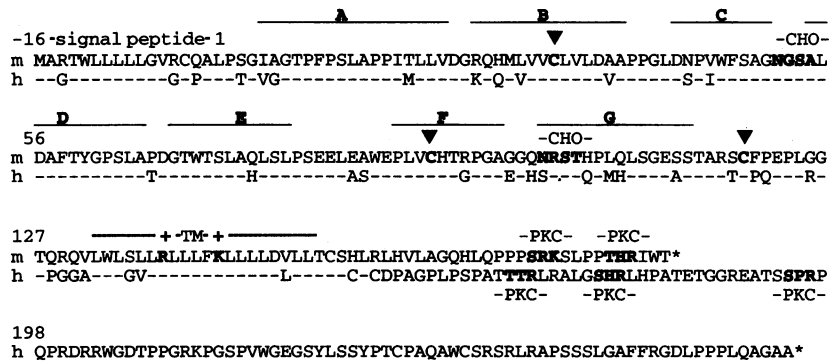 A B C
-16-signal peptide-1 ▼ -CHO-
m MARTWLLLLLGVRCQALPSGIAGTPFPSLAPPITLLVDGRQHMLVVCLVLDAAPPGLDNPVWFSAGNGSAL
h --G---------G-P---T-VG-----------M-----K-Q-V-------V------S-I----------
D E F G
56 ▼ -CHO- ▼
m DAFTYGPSLAPDGTWTSLAQLSLPSEELEAWEPLVCHTRPGAGGQNRSTHPLQLSGESSTARSCFPEPLGG
h ----------T--------H--------AS--------G---E-HS---Q-MH----A----T-PQ---R-
127 + -TM- + -PKC- -PKC-
m TQRQVLWLSLLRLLLFKLLLLDVLLTCSHLRLHVLAGQHLQPPPSRKSLPPTHRIWT*
h -PGGA---GV------------L-----C-CDPAGPLPSPATTTRLRALGSHRLHPATETGGREATSSPRP
-PKC- -PKC- -PKC-
198
h QPRDRRWGDTPPGRKPGSPVWGEGSYLSSYPTCPAQAWCSRSRLRAPSSSLGAFFRGDLPPPLQAGAA*